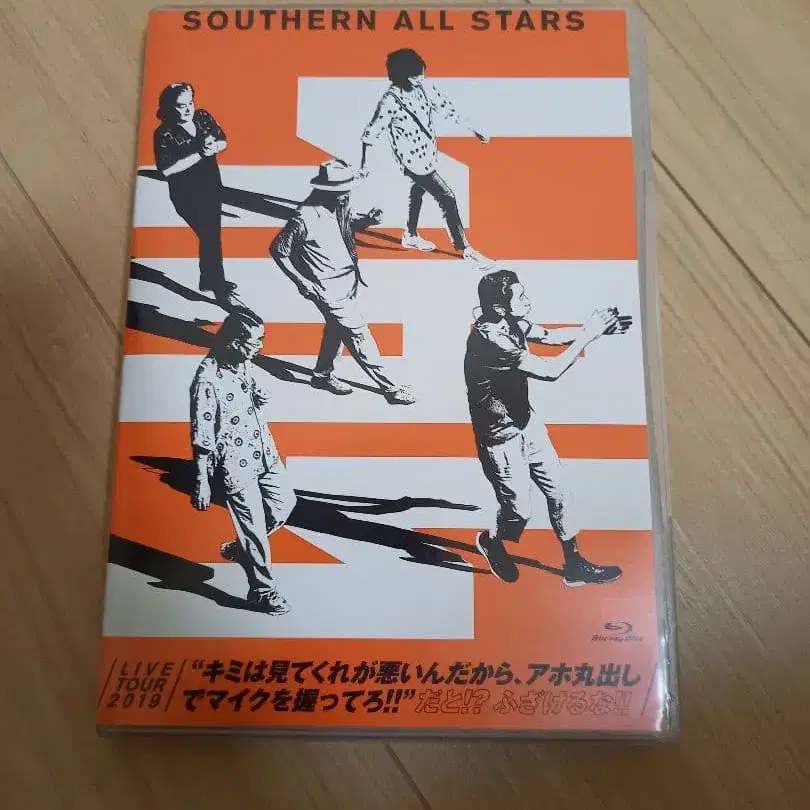 SOUTHERN ALL STARS
Blu-ray Disc
LIVE
TOUR
2019
“キミは見てくれが悪いんだから、アホ丸出し
でマイクを握ってろ!!”だと!? ふざけるな!!